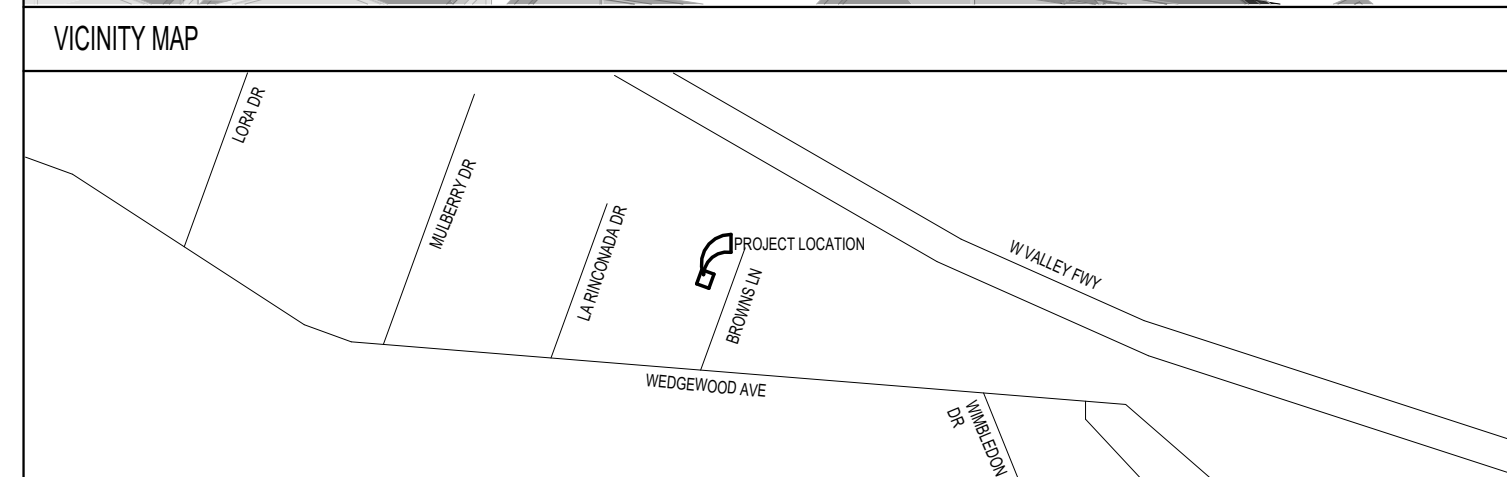 VICINITY MAP
LORA DR
MULBERRY DR
LA RINCONADA DR
PROJECT LOCATION
BROWNS LN
W VALLEY FWY
WEDGEWOOD AVE
WIMBLEDON
DR